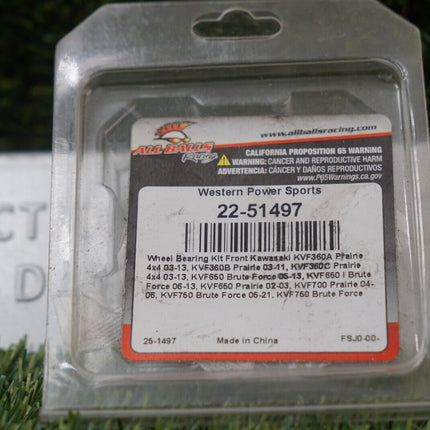 ALL BALLS
Racing
www.allballsracing.com
CALIFORNIA PROPOSITION 65 WARNING
WARNING: CANCER AND REPRODUCTIVE HARM
ADVERTENCIA: CÁNCER Y DAÑOS REPRODUCTIVOS
www.P65Warnings.ca.gov
Western Power Sports
22-51497
Wheel Bearing Kit Front Kawasaki KVF360A Prairie
4x4 03-13, KVF360B Prairie 03-11, KVF360C Prairie
4x4 03-13, KVF650 Brute Force 05-13, KVF650 I Brute
Force 06-13, KVF650 Prairie 02-03, KVF700 Prairie 04-
06, KVF750 Brute Force 05-21, KVF750 Brute Force
25-1497 Made in China FSJ0-00-
CT
D